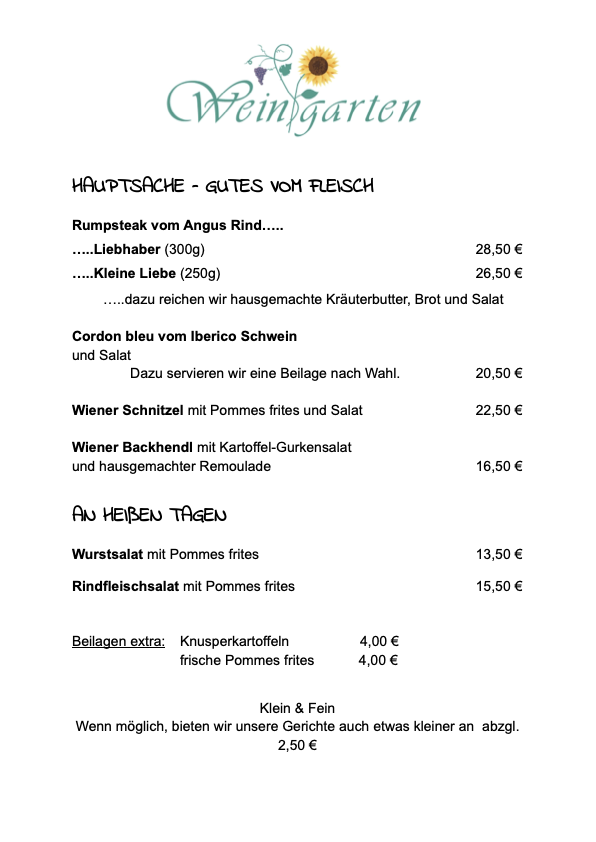 Weingarten
HAUPTSACHE - GUTES VOM FLEISCH
Rumpsteak vom Angus Rind…..
…..Liebhaber (300g) 28,50 €
…..Kleine Liebe (250g) 26,50 €
…..dazu reichen wir hausgemachte Kräuterbutter, Brot und Salat
Cordon bleu vom Iberico Schwein
und Salat
Dazu servieren wir eine Beilage nach Wahl. 20,50 €
Wiener Schnitzel mit Pommes frites und Salat 22,50 €
Wiener Backhendl mit Kartoffel-Gurkensalat
und hausgemachter Remoulade 16,50 €
AN HEIßEN TAGEN
Wurstsalat mit Pommes frites 13,50 €
Rindfleischsalat mit Pommes frites 15,50 €
Beilagen extra: Knusperkartoffeln 4,00 €
frische Pommes frites 4,00 €
Klein & Fein
Wenn möglich, bieten wir unsere Gerichte auch etwas kleiner an abzgl.
2,50 €